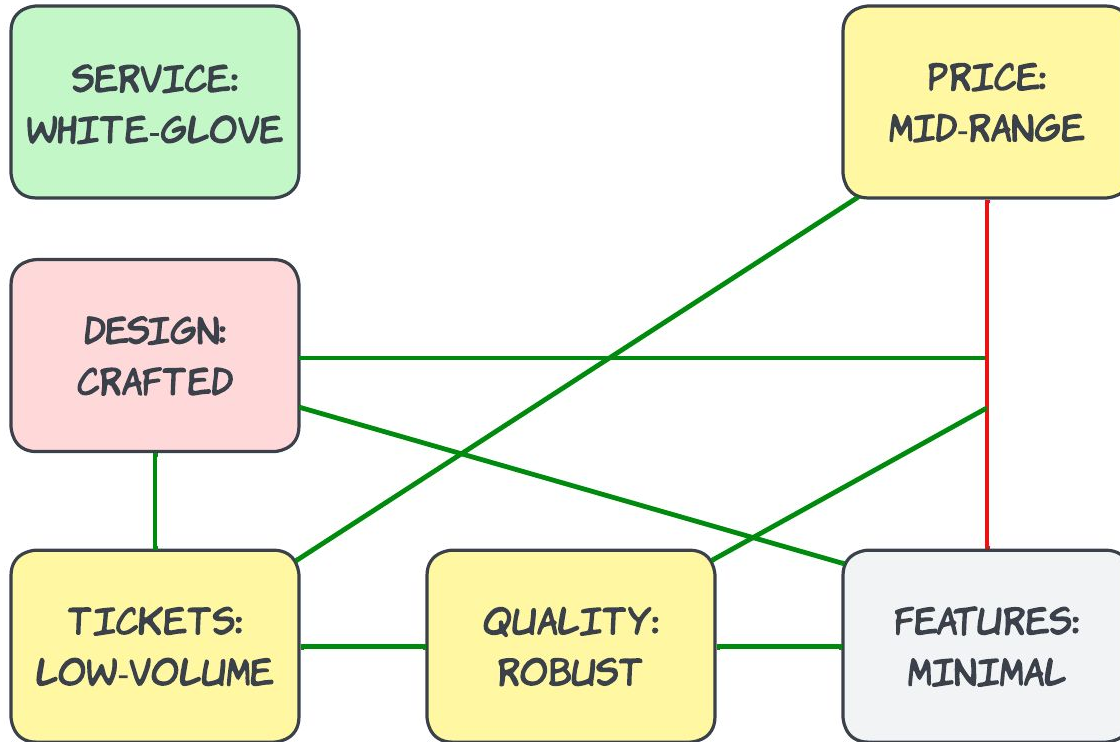 SERVICE:
WHITE-GLOVE
PRICE:
MID-RANGE
DESIGN:
CRAFTED
TICKETS:
LOW-VOLUME
QUALITY:
ROBUST
FEATURES:
MINIMAL